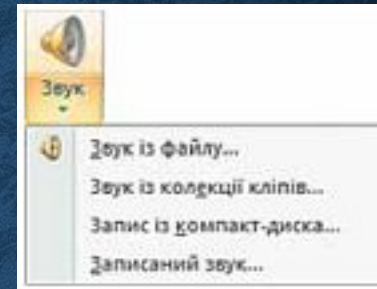 Звук
Звук із файлу...
Звук із колекції кліпів...
Запис із компакт-диска...
Записаний звук...